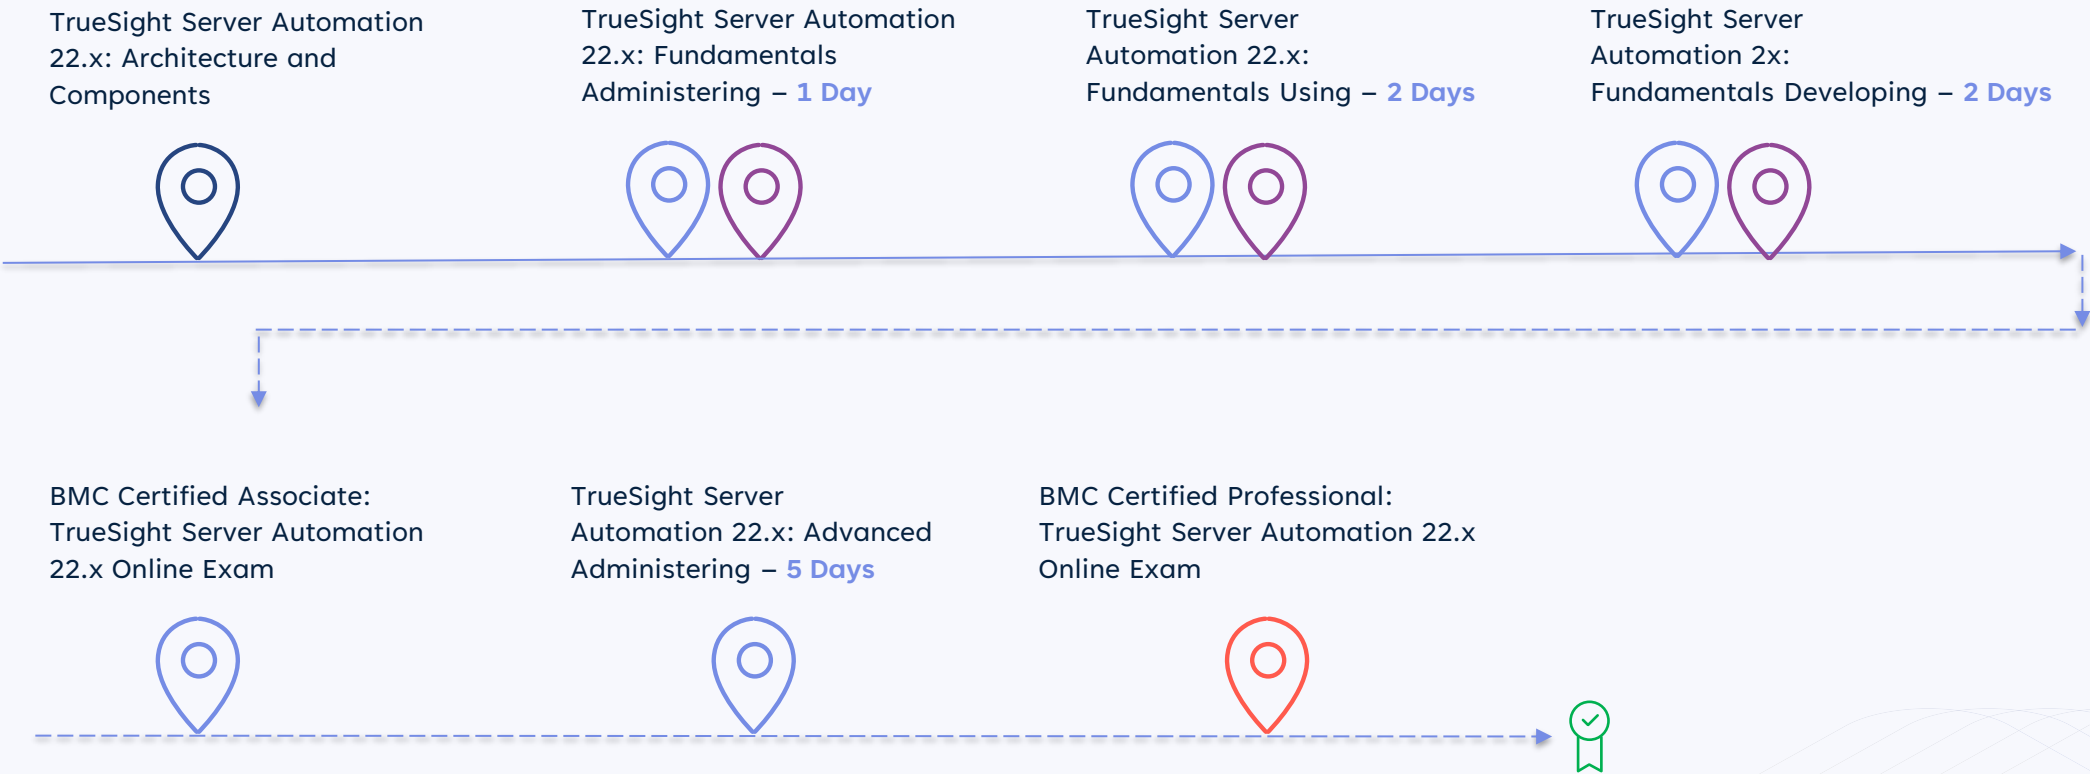 TrueSight Server Automation
22.x: Architecture and
Components
TrueSight Server Automation
22.x: Fundamentals
Administering – 1 Day
TrueSight Server
Automation 22.x:
Fundamentals Using – 2 Days
TrueSight Server
Automation 2x:
Fundamentals Developing – 2 Days
BMC Certified Associate:
TrueSight Server Automation
22.x Online Exam
TrueSight Server
Automation 22.x: Advanced
Administering – 5 Days
BMC Certified Professional:
TrueSight Server Automation 22.x
Online Exam